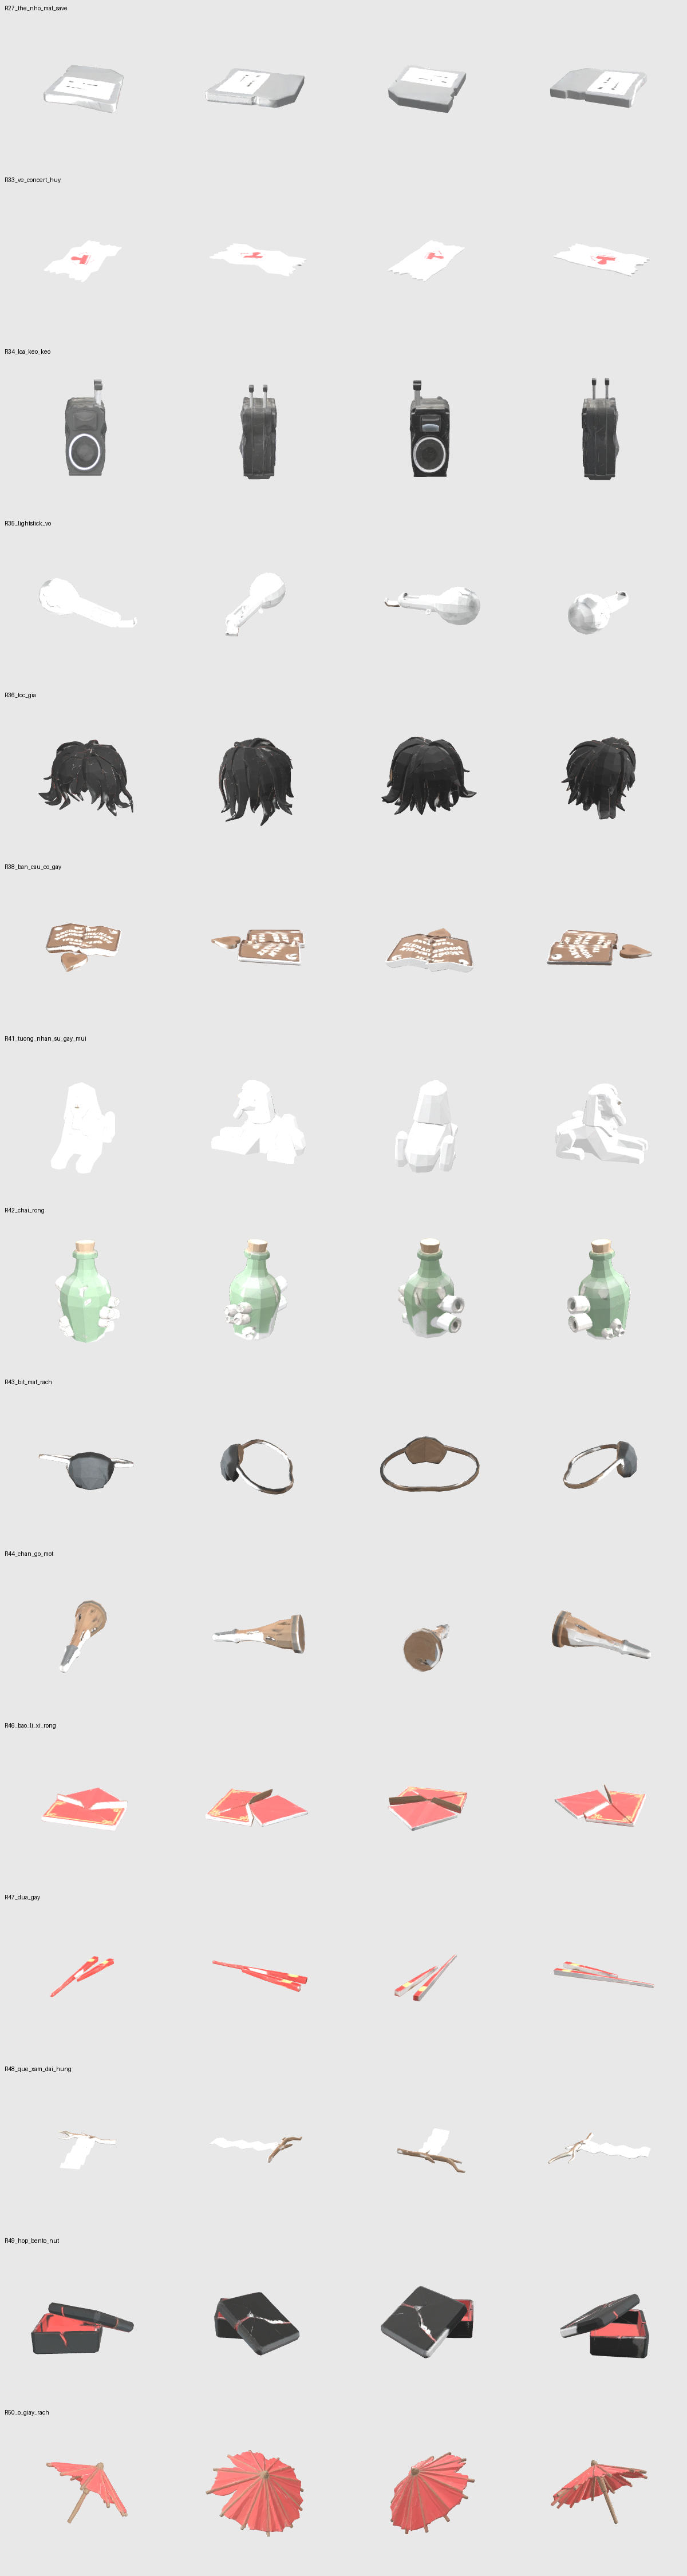 R27_the_nho_mat_save
R33_ve_concert_huy
R34_loa_keo_keo
R35_lightstick_vo
R36_toc_gia
R38_ban_cau_co_gay
R41_tuong_nhan_su_gay_mui
R42_chai_rong
R43_bit_mat_rach
R44_chan_go_mot
R46_bao_li_xi_rong
R47_dua_gay
R48_que_xam_dai_hung
R49_hop_bento_nut
R50_o_giay_rach